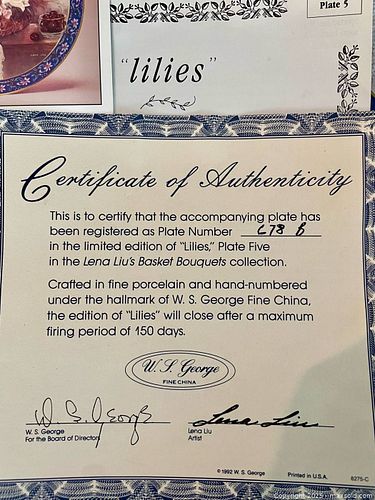 Plate 5
"lilies"
Certificate of Authenticity
This is to certify that the accompanying plate has
been registered as Plate Number 678 B
in the limited edition of "Lilies," Plate Five
in the Lena Liu's Basket Bouquets collection.
Crafted in fine porcelain and hand-numbered
under the hallmark of W. S. George Fine China,
the edition of "Lilies" will close after a maximum
firing period of 150 days.
W. S. George
FINE CHINA
W. S. George
Lena Liu
W. S. George
For the Board of Directors
Lena Liu
Artist
© 1992 W. S. George
Printed in U.S.A.
8275-C